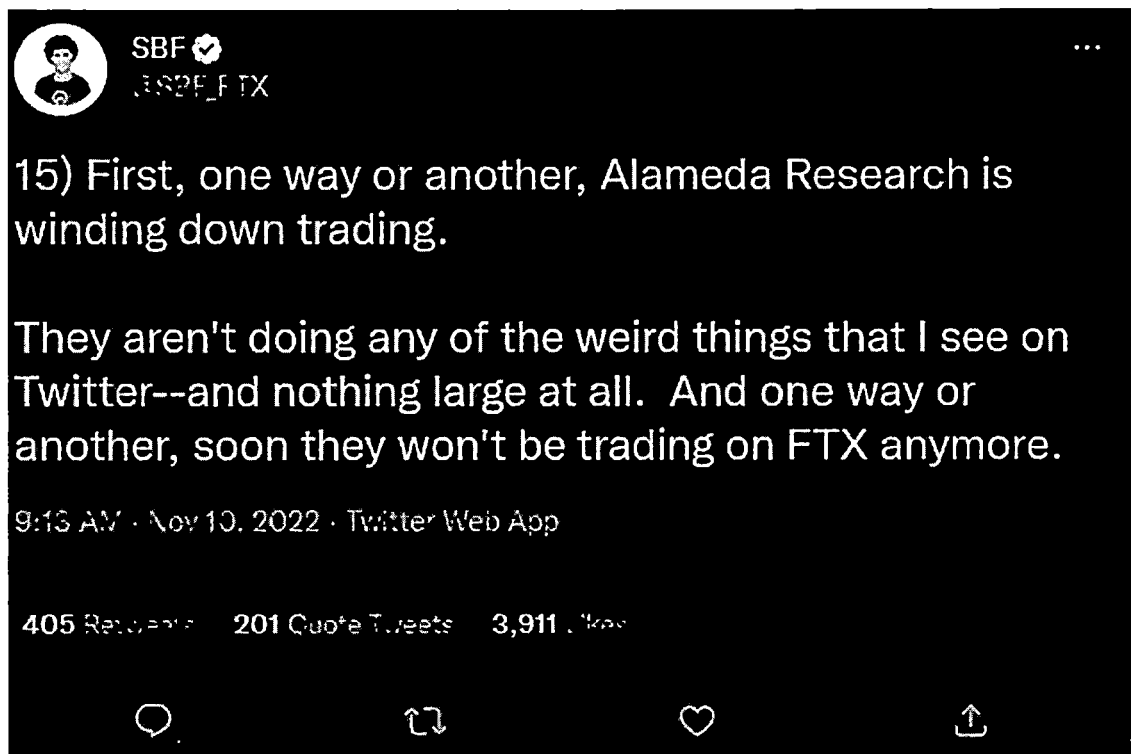 SBF
@SBF_FTX
15) First, one way or another, Alameda Research is
winding down trading.
They aren't doing any of the weird things that I see on
Twitter--and nothing large at all.  And one way or
another, soon they won't be trading on FTX anymore.
9:13 AM · Nov 10, 2022 · Twitter Web App
405 Retweets 201 Quote Tweets 3,911 Likes